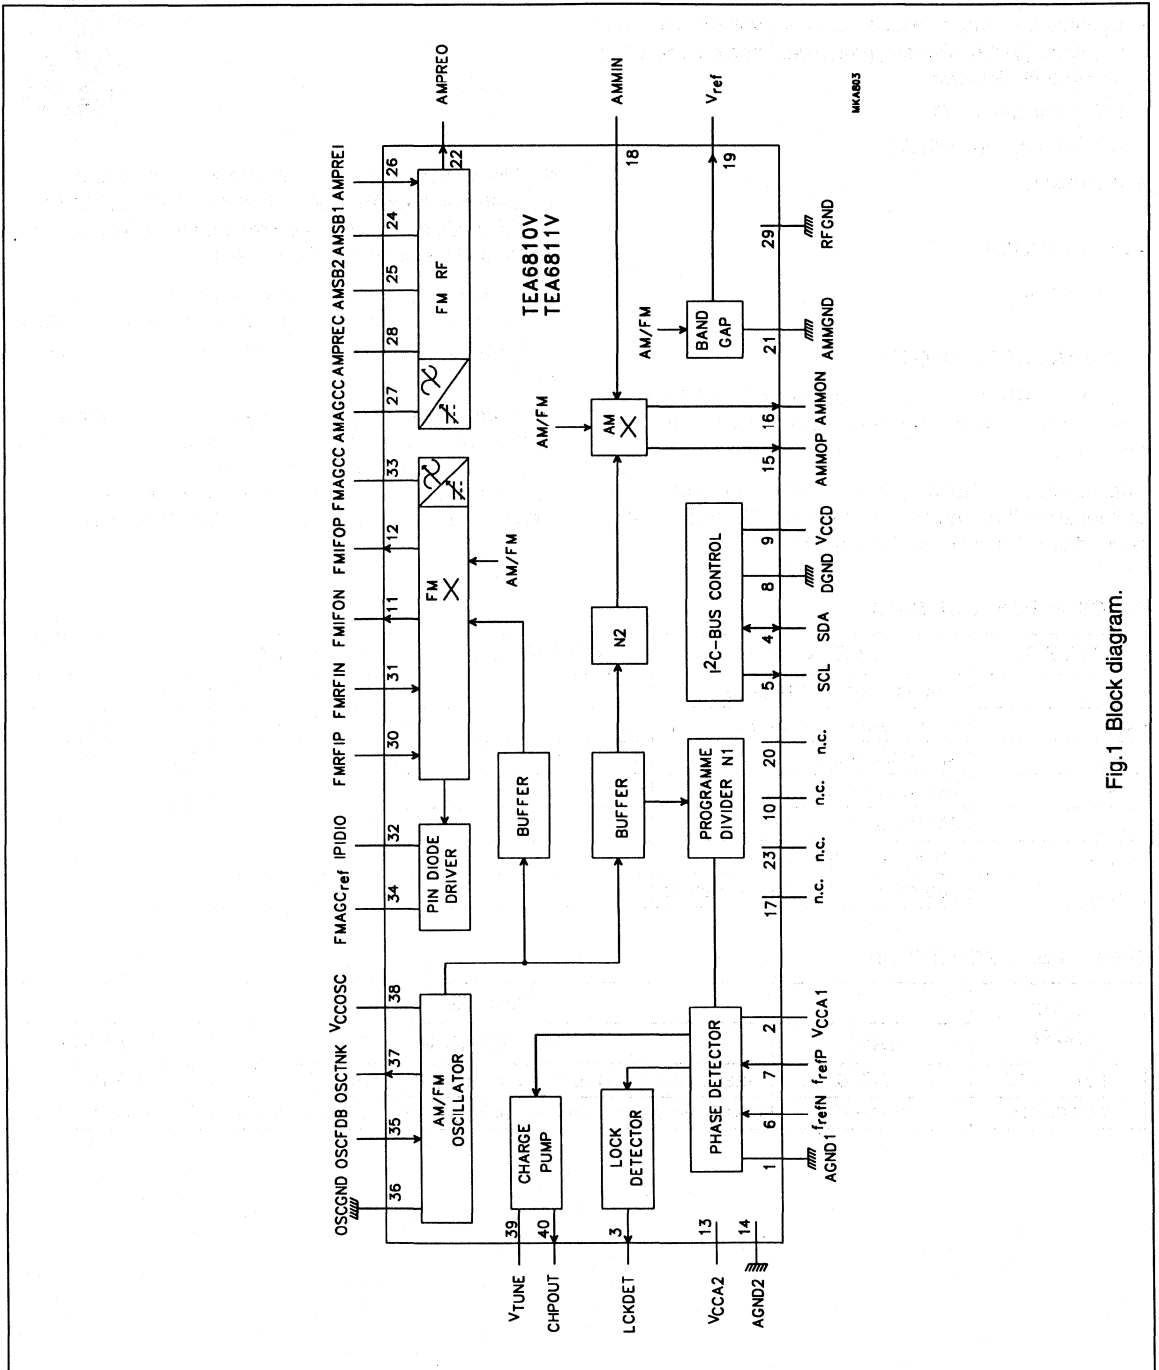 OSCGND OSCFDB OSCTNK VCCOSC FMAGCref IPIDIO FMRFIP FMRFIN FMIFON FMIFOP FMAGCC AMAGCC AMPREC AMSB2 AMSB1 AMPREI
36 35 37 38 34 32 30 31 11 12 33 27 28 25 24 26
AM/FM
OSCILLATOR
PIN DIODE
DRIVER
FM
AM/FM
FM RF
22
AMPREO
VTUNE
39
CHPOUT
40
CHARGE
PUMP
BUFFER
TEA6810V
TEA6811V
LCKDET
3
LOCK
DETECTOR
BUFFER
N2
AM/FM
AM
18
AMMIN
VCCA2
13
AGND2
14
PHASE DETECTOR
PROGRAMME
DIVIDER N1
I2C-BUS CONTROL
AM/FM
BAND
GAP
19
Vref
1 6 7 2 17 23 10 20 5 4 8 9 15 16 21 29
AGND1 frefN frefP VCCA1 n.c. n.c. n.c. n.c. SCL SDA DGND VCCD AMMOP AMMON AMMGND RFGND
MKA803
Fig.1 Block diagram.